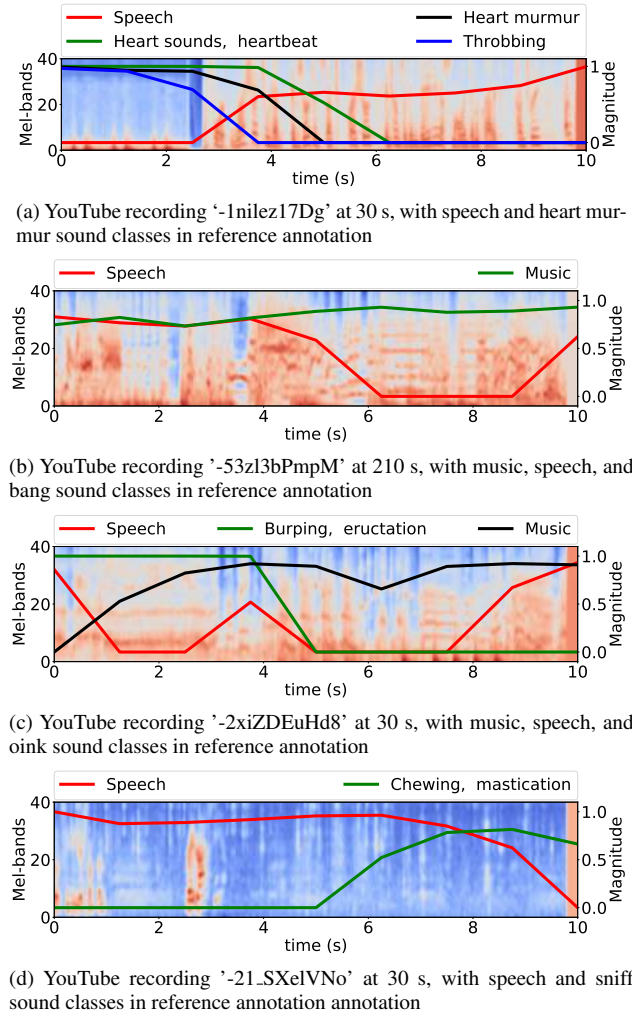 Speech Heart murmur
Heart sounds, heartbeat Throbbing
40
20
0
Mel-bands
1
0
Magnitude
0 2 4 6 8 10
time (s)
(a) YouTube recording ‘-1nilez17Dg’ at 30 s, with speech and heart mur-
mur sound classes in reference annotation
Speech Music
40
20
0
Mel-bands
1.0
0.5
0.0
Magnitude
0 2 4 6 8 10
time (s)
(b) YouTube recording '-53zl3bPmpM' at 210 s, with music, speech, and
bang sound classes in reference annotation
Speech Burping, eructation Music
40
20
0
Mel-bands
1.0
0.5
0.0
Magnitude
0 2 4 6 8 10
time (s)
(c) YouTube recording '-2xiZDEuHd8' at 30 s, with music, speech, and
oink sound classes in reference annotation
Speech Chewing, mastication
40
20
0
Mel-bands
1.0
0.5
0.0
Magnitude
0 2 4 6 8 10
time (s)
(d) YouTube recording '-21_SXelVNo' at 30 s, with speech and sniff
sound classes in reference annotation annotation